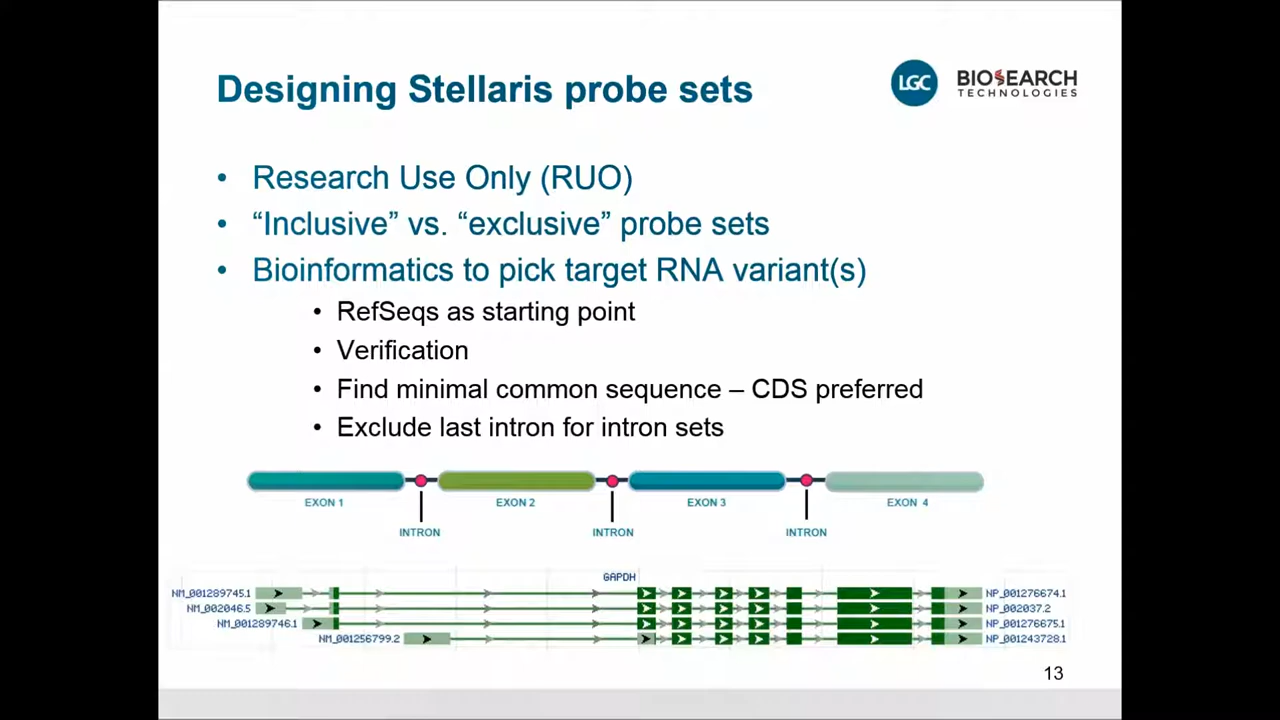 Designing Stellaris probe sets
LGC
BIOSEARCH
TECHNOLOGIES
• Research Use Only (RUO)
• “Inclusive” vs. “exclusive” probe sets
• Bioinformatics to pick target RNA variant(s)
• RefSeqs as starting point
• Verification
• Find minimal common sequence – CDS preferred
• Exclude last intron for intron sets
EXON 1 EXON 2 EXON 3 EXON 4
INTRON INTRON INTRON
GAPDH
NM_001289745.1 NP_001276674.1
NM_002046.5 NP_002037.2
NM_001289746.1 NP_001276675.1
NM_001256799.2 NP_001243728.1
13